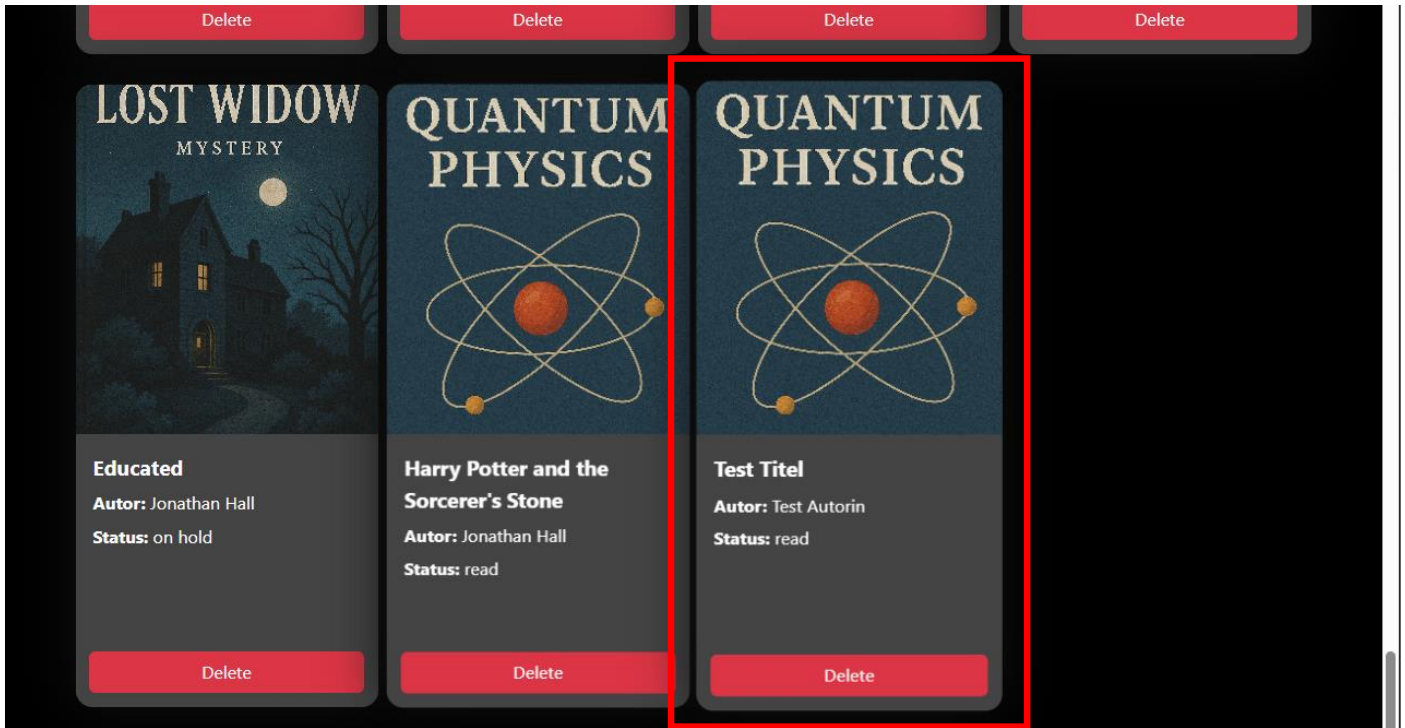 Delete
Delete
Delete
Delete
LOST WIDOW
MYSTERY
Educated
Autor: Jonathan Hall
Status: on hold
Delete
QUANTUM
PHYSICS
Harry Potter and the
Sorcerer's Stone
Autor: Jonathan Hall
Status: read
Delete
QUANTUM
PHYSICS
Test Titel
Autor: Test Autorin
Status: read
Delete